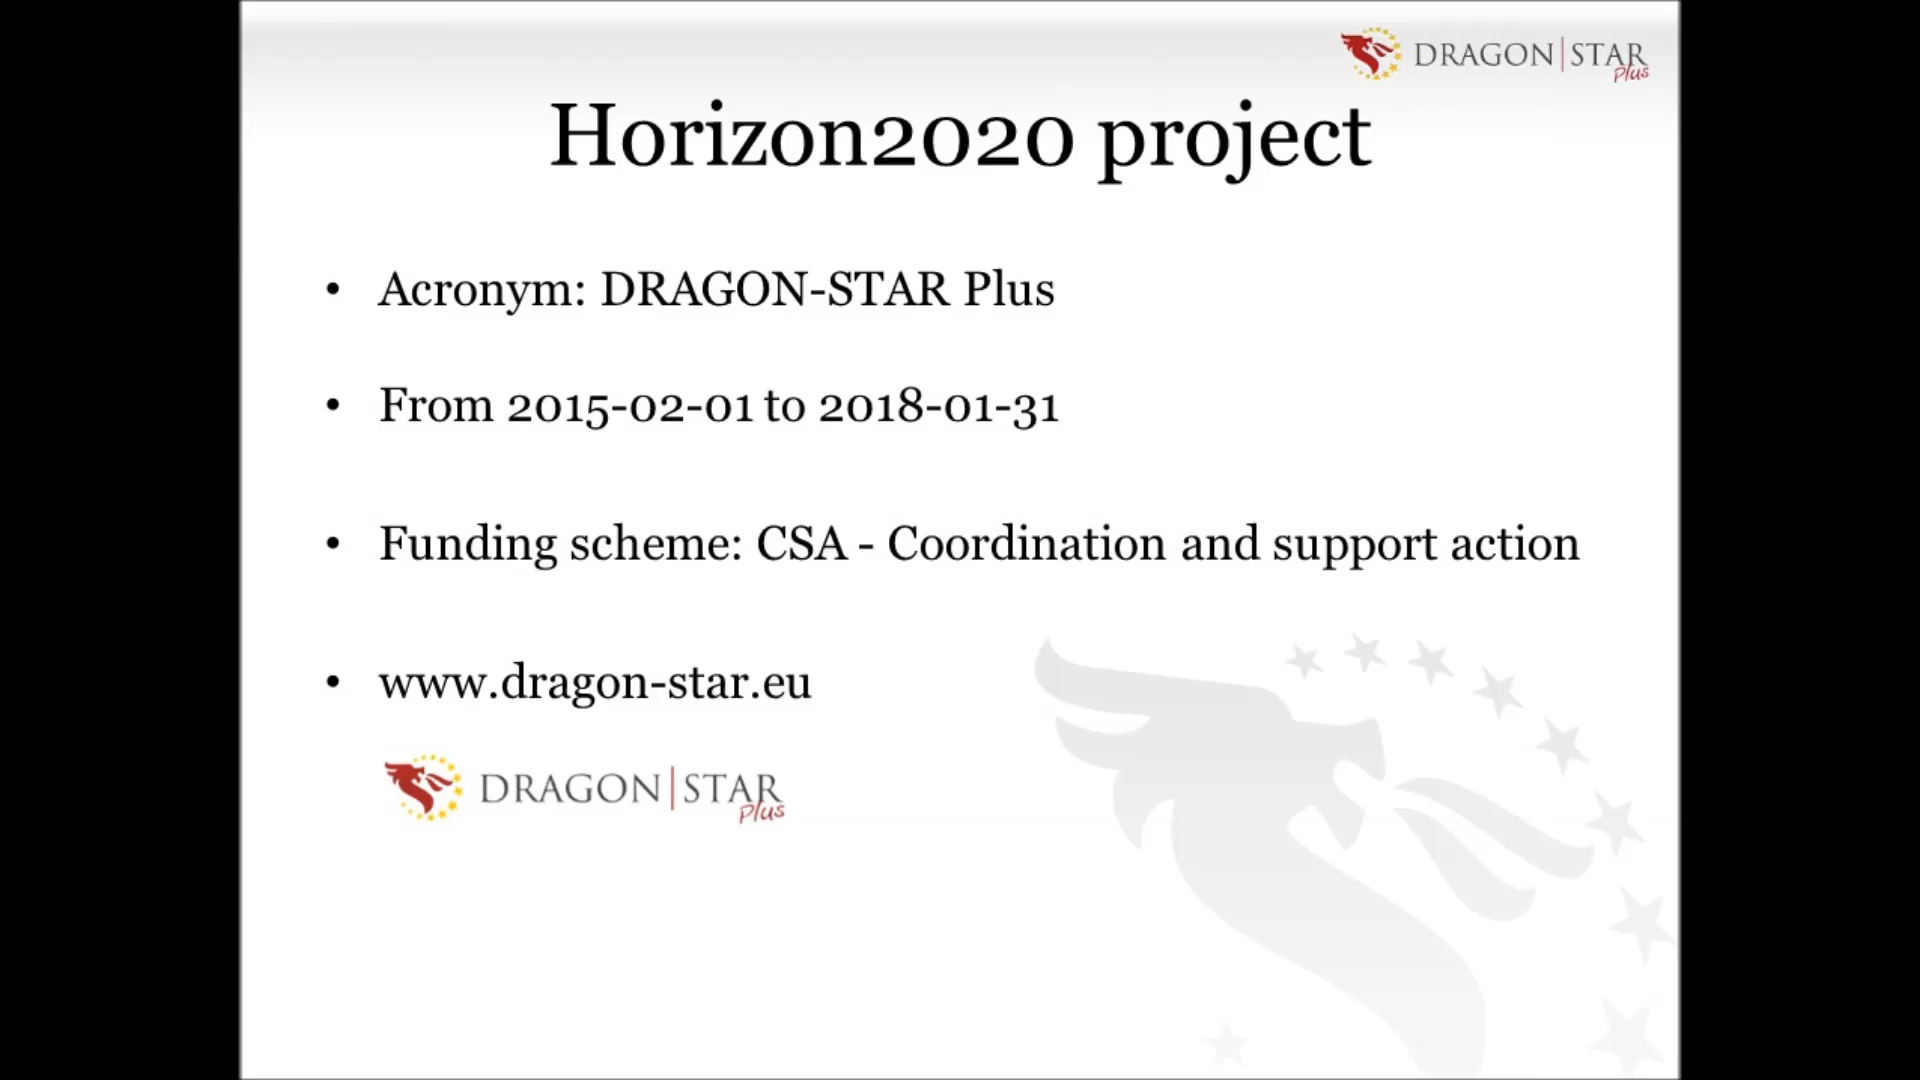 DRAGON|STAR
plus
Horizon2020 project
• Acronym: DRAGON-STAR Plus
• From 2015-02-01 to 2018-01-31
• Funding scheme: CSA - Coordination and support action
• www.dragon-star.eu
DRAGON|STAR
plus